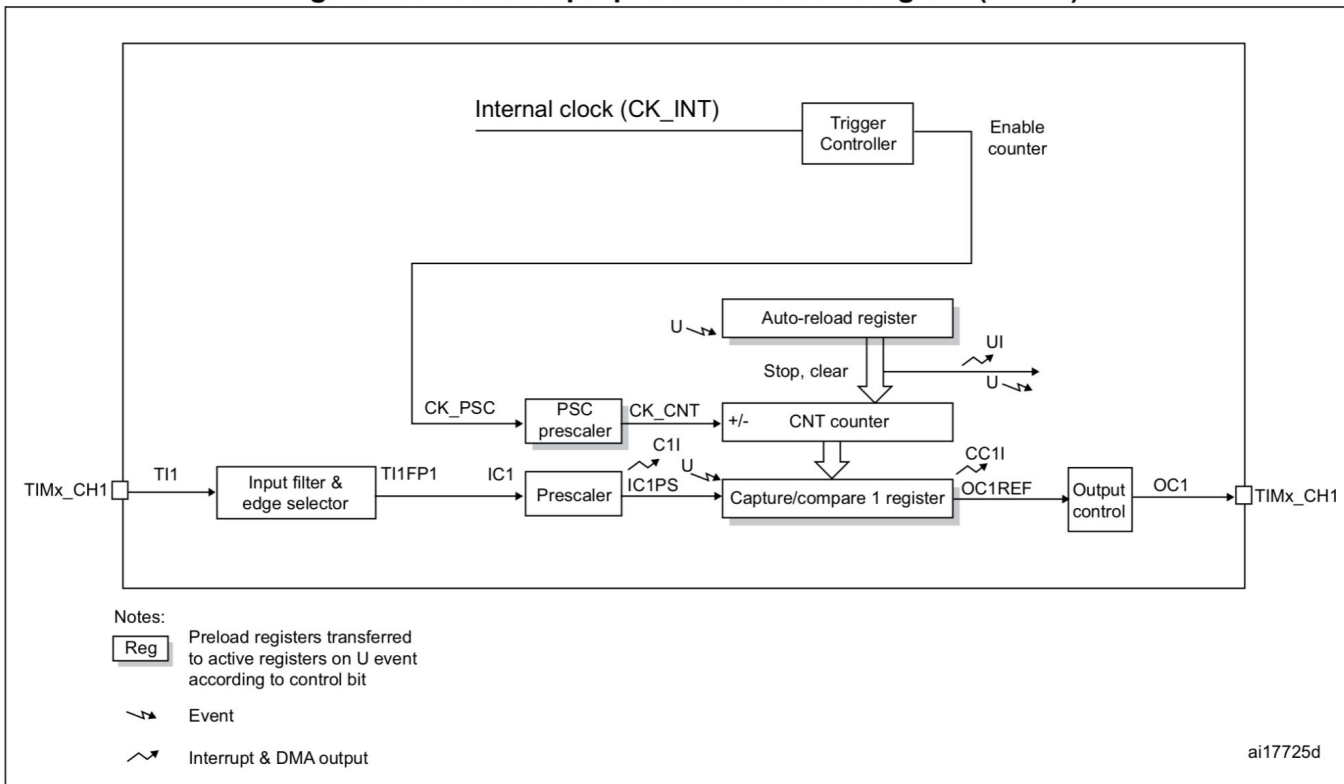 Internal clock (CK_INT)
Trigger
Controller
Enable
counter
Auto-reload register
U
UI
Stop, clear
U
CK_PSC
PSC
prescaler
CK_CNT
+/-
CNT counter
C1I
U
CC1I
TIMx_CH1
TI1
Input filter &
edge selector
TI1FP1
IC1
Prescaler
IC1PS
Capture/compare 1 register
OC1REF
Output
control
OC1
TIMx_CH1
Notes:
Reg
Preload registers transferred
to active registers on U event
according to control bit
Event
Interrupt & DMA output
ai17725d